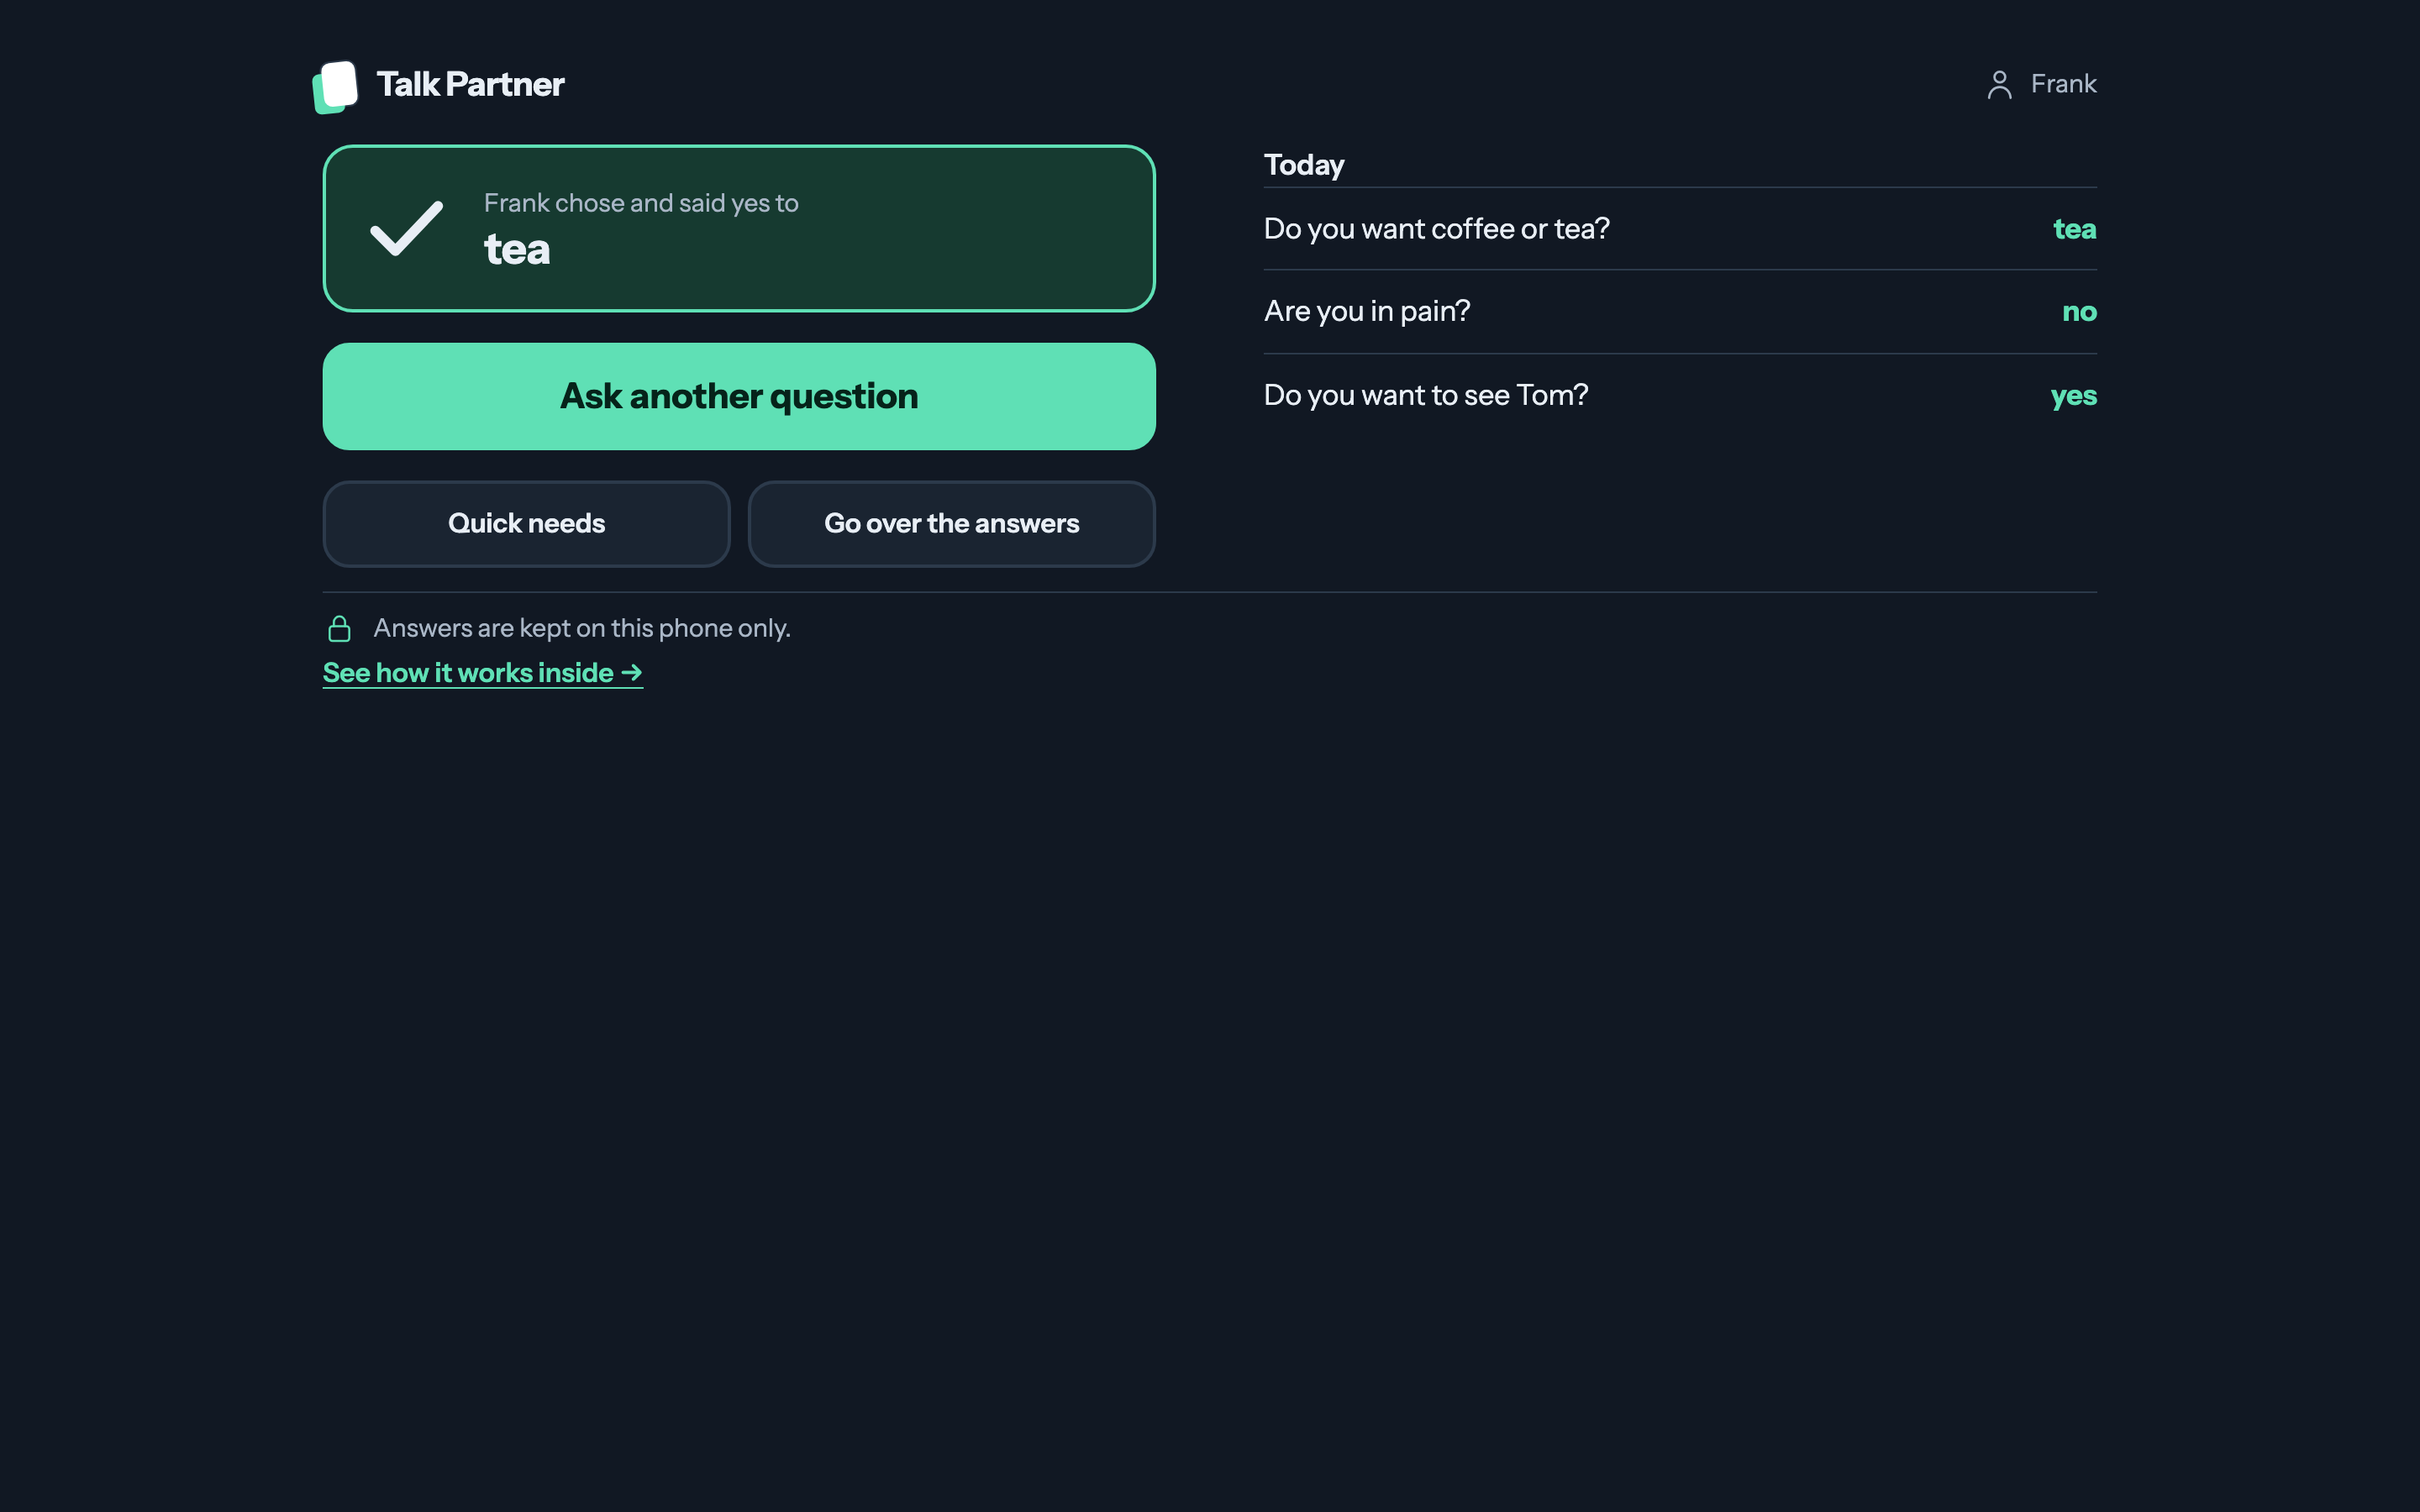 Talk Partner
Frank
Frank chose and said yes to
tea
Ask another question
Quick needs
Go over the answers
Today
Do you want coffee or tea?
tea
Are you in pain?
no
Do you want to see Tom?
yes
Answers are kept on this phone only.
See how it works inside →